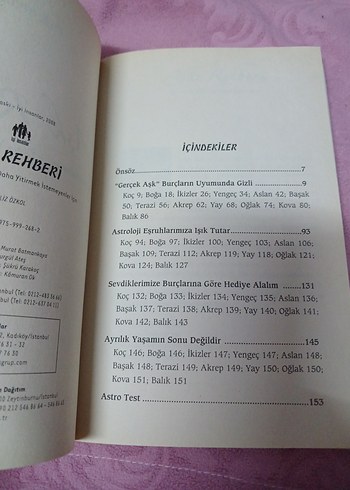 REHBERİ
975-999-268-2
Murat Batmankaya
İÇİNDEKİLER
Önsöz 7
"Gerçek Aşk" Burçların Uyumunda Gizli 9
Koç 9; Boğa 18; İkizler 26; Yengeç 34; Aslan 42; Başak
50; Terazi 56; Akrep 62; Yay 68; Oğlak 74; Kova 80;
Balık 86
Astroloji Eşruhlarımıza Işık Tutar 93
Koç 94; Boğa 97; İkizler 100; Yengeç 103; Aslan 106;
Başak 109; Terazi 112; Akrep 119; Yay 118; Oğlak 121;
Kova 124; Balık 127
Sevdiklerimize Burçlarına Göre Hediye Alalım 131
Koç 132; Boğa 133; İkizler 134; Yengeç 135; Aslan 136;
Başak 137; Terazi 138; Akrep 139; Yay 140; Oğlak 141;
Kova 142; Balık 143
Ayrılık Yaşamın Sonu Değildir 145
Koç 146; Boğa 146; İkizler 147; Yengeç 147; Aslan 148;
Başak 148; Terazi 149; Akrep 149; Yay 150; Oğlak 150;
Kova 151; Balık 151
Astro Test 153